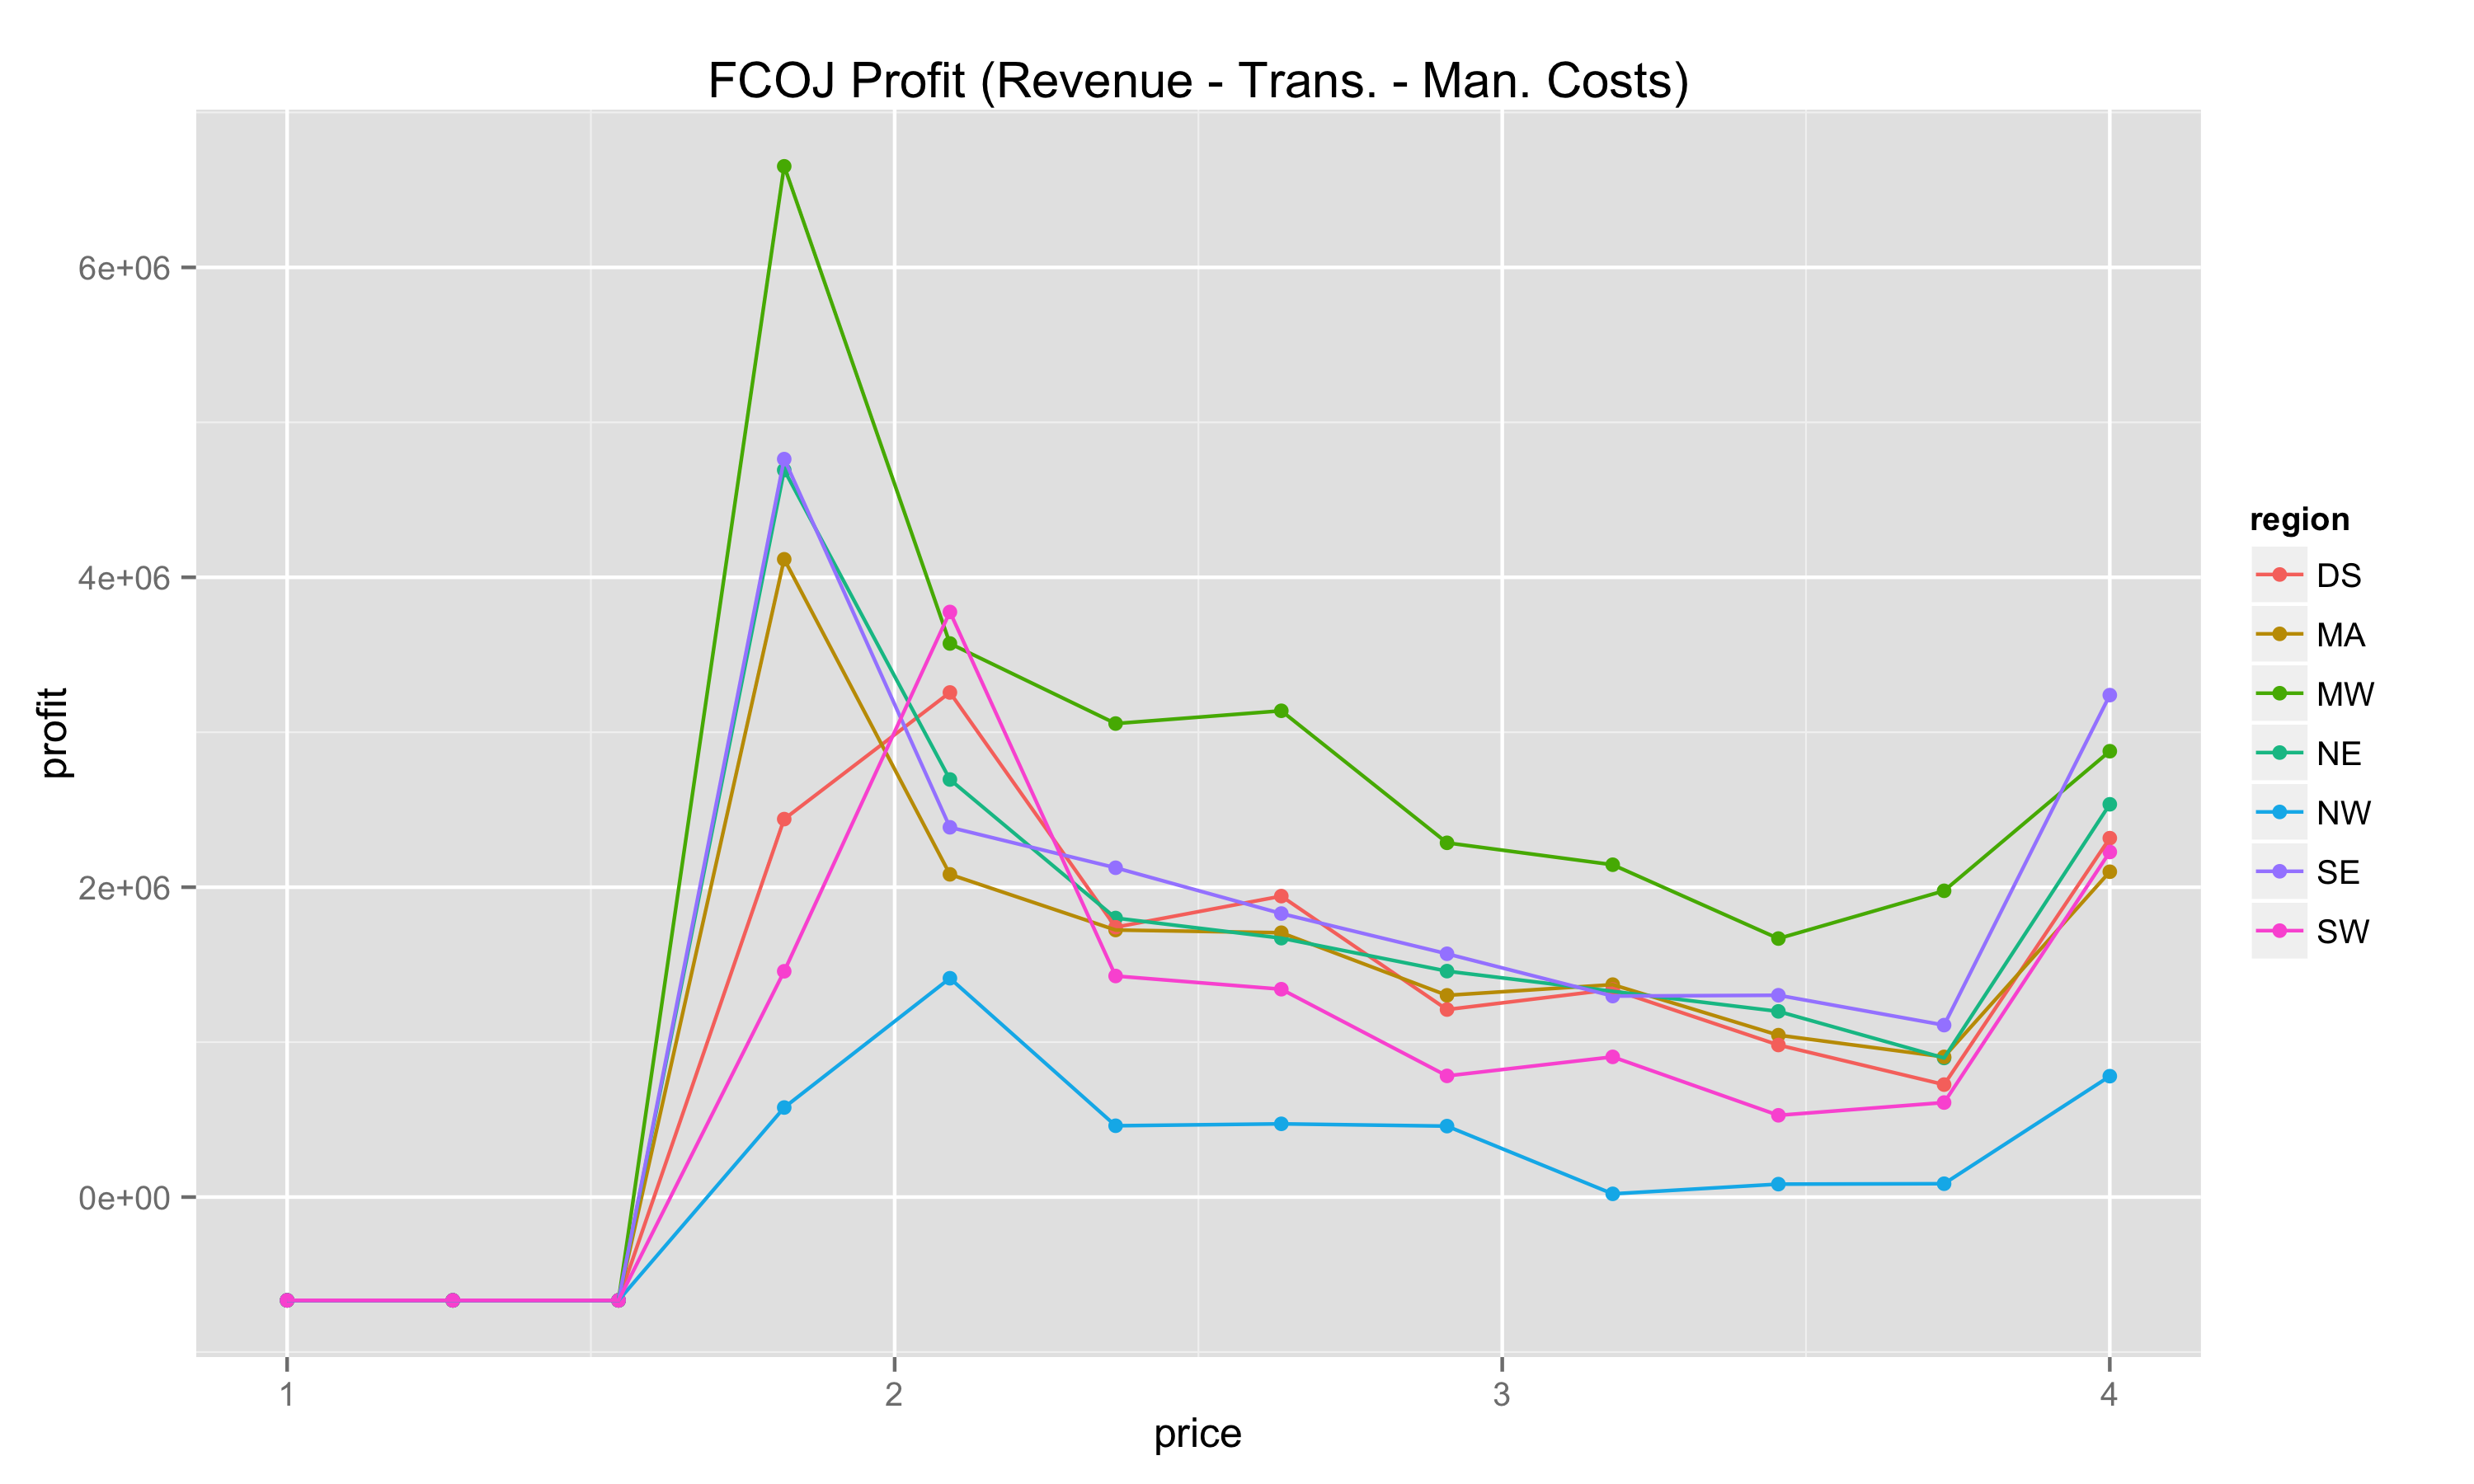 FCOJ Profit (Revenue - Trans. - Man. Costs)
6e+06
4e+06
2e+06
0e+00
profit
1 2 3 4
price
region
DS
MA
MW
NE
NW
SE
SW